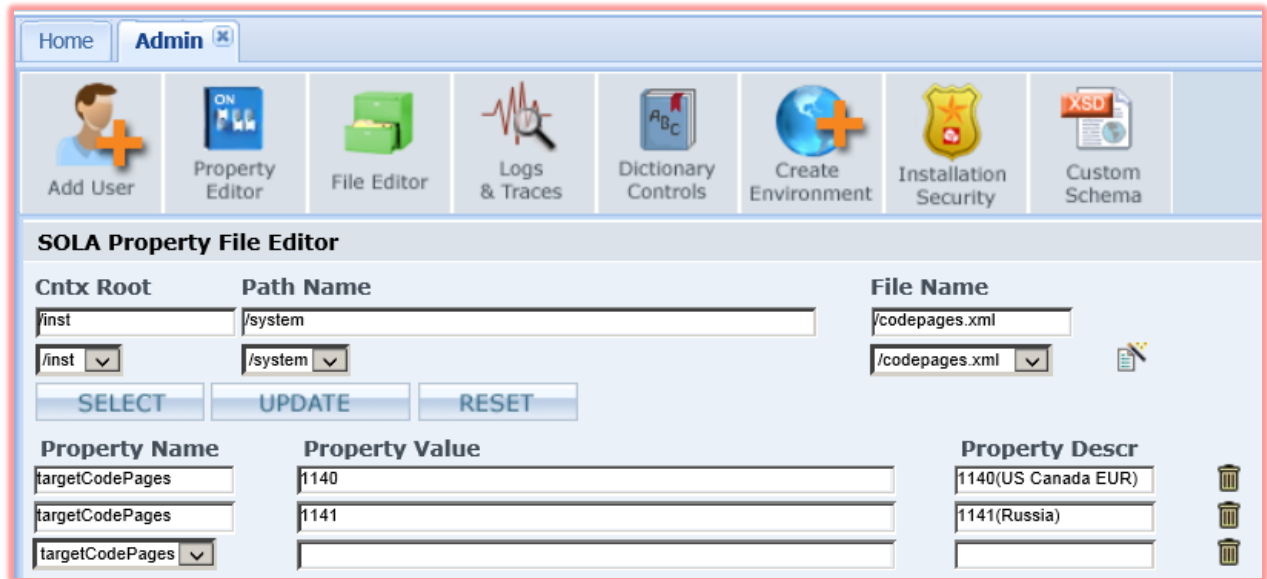 Home Admin
ON
ABC
XSD
Add User Property Editor File Editor Logs & Traces Dictionary Controls Create Environment Installation Security Custom Schema
SOLA Property File Editor
Cntx Root Path Name File Name
/inst /system /codepages.xml
/inst /system /codepages.xml
SELECT UPDATE RESET
Property Name Property Value Property Descr
targetCodePages 1140 1140(US Canada EUR)
targetCodePages 1141 1141(Russia)
targetCodePages